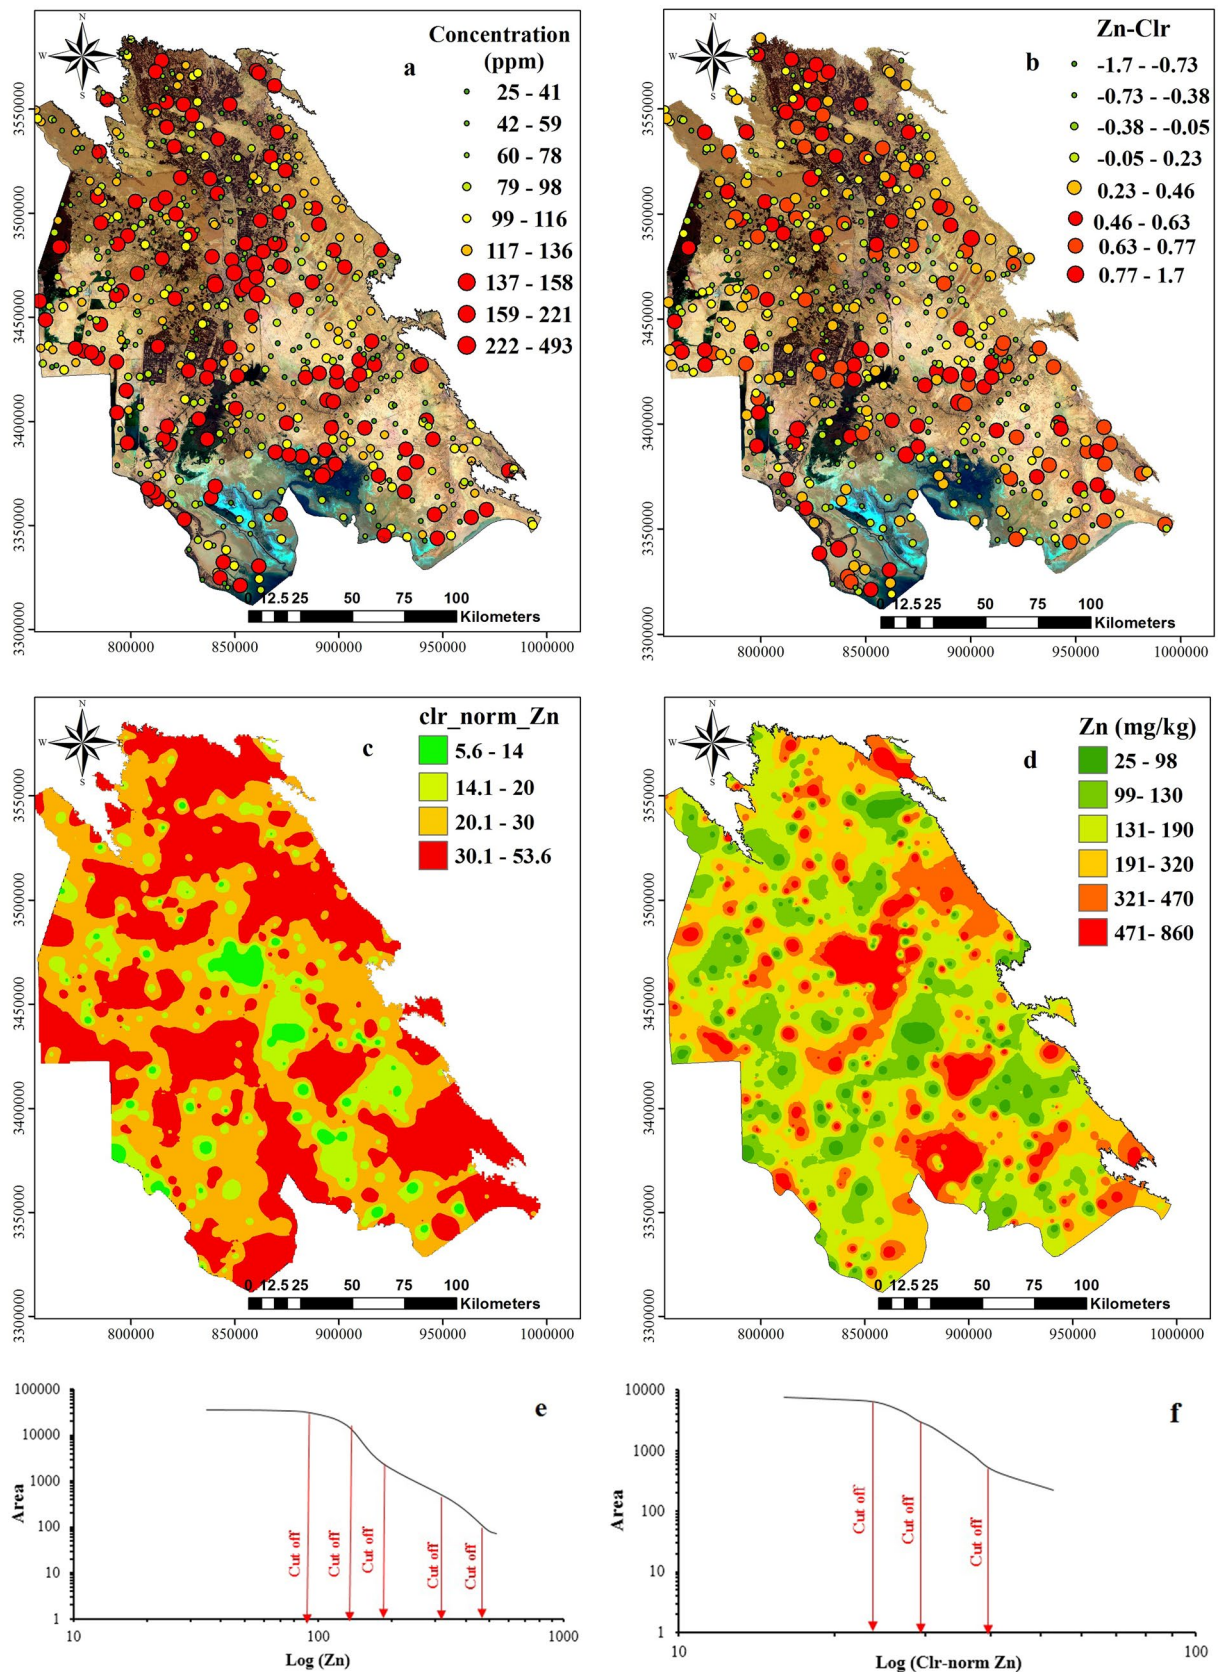 N
W
S
a
Concentration
(ppm)
25 - 41
42 - 59
60 - 78
79 - 98
99 - 116
117 - 136
137 - 158
159 - 221
222 - 493
3550000
3500000
3450000
3400000
3350000
3300000
0 12.5 25 50 75 100
Kilometers
800000 850000 900000 950000 1000000
N
W
S
b
Zn-Clr
-1.7 - -0.73
-0.73 - -0.38
-0.38 - -0.05
-0.05 - 0.23
0.23 - 0.46
0.46 - 0.63
0.63 - 0.77
0.77 - 1.7
3550000
3500000
3450000
3400000
3350000
3300000
0 12.5 25 50 75 100
Kilometers
800000 850000 900000 950000 1000000
N
W
S
c
clr_norm_Zn
5.6 - 14
14.1 - 20
20.1 - 30
30.1 - 53.6
3550000
3500000
3450000
3400000
3350000
3300000
0 12.5 25 50 75 100
Kilometers
800000 850000 900000 950000 1000000
N
W
S
d
Zn (mg/kg)
25 - 98
99- 130
131- 190
191- 320
321- 470
471- 860
3550000
3500000
3450000
3400000
3350000
3300000
0 12.5 25 50 75 100
Kilometers
800000 850000 900000 950000 1000000
e
100000
10000
1000
100
10
1
Area
Cut off
Cut off
Cut off
Cut off
Cut off
10 100 1000
Log (Zn)
f
10000
1000
100
10
1
Area
Cut off
Cut off
Cut off
10 100
Log (Clr-norm Zn)